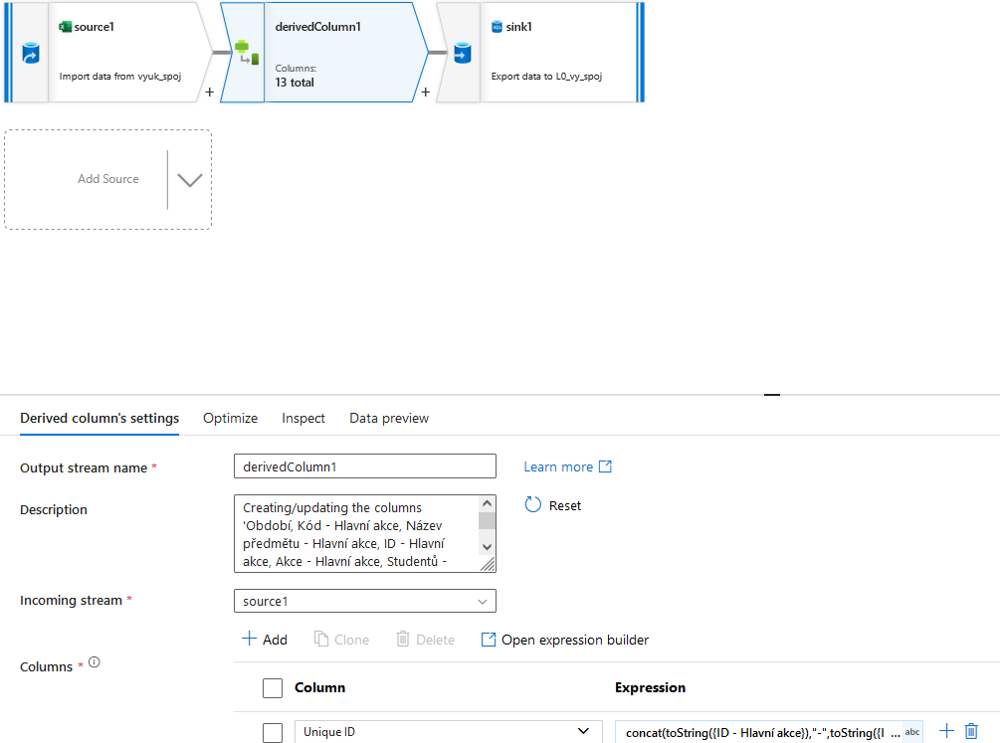 source1
Import data from vyuk_spoj
+
derivedColumn1
Columns:
13 total
+
SQL
sink1
Export data to L0_vy_spoj
Add Source
Derived column's settings
Optimize
Inspect
Data preview
Output stream name *
derivedColumn1
Learn more
Description
Creating/updating the columns
'Období, Kód - Hlavní akce, Název
předmětu - Hlavní akce, ID - Hlavní
akce, Akce - Hlavní akce, Studentů -
Reset
Incoming stream *
source1
+ Add
Clone
Delete
Open expression builder
Columns *
Column
Expression
Unique ID
concat(toString({ID - Hlavní akce}),"-",toString({I ...
abc